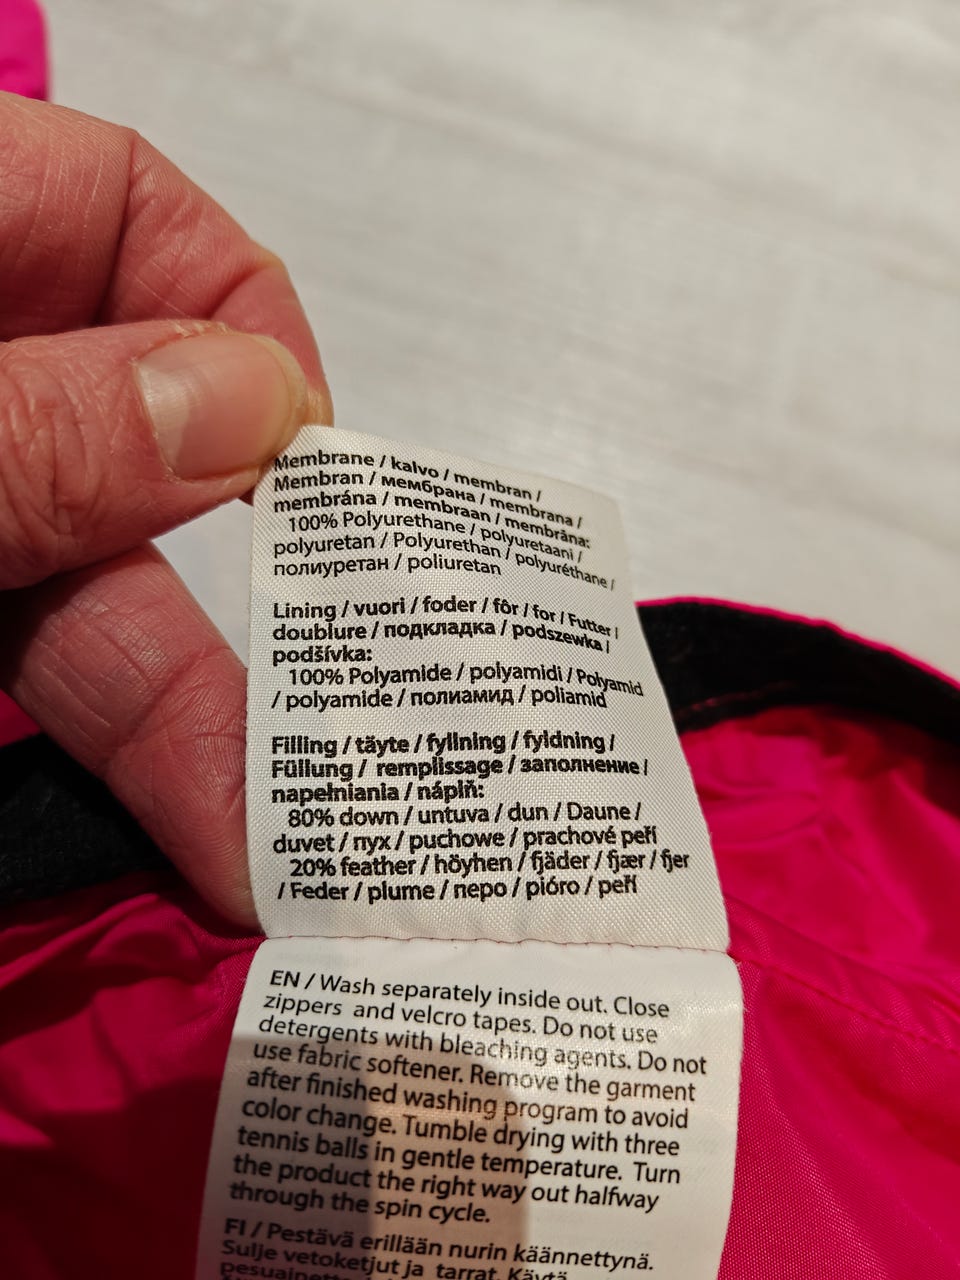 Membrane / kalvo / membran /
Membran / мембрана / membrana /
membrána / membraan / membrāna:
100% Polyurethane / polyuretaani /
polyuretan / Polyurethan / polyuréthane /
полиуретан / poliuretan
Lining / vuori / foder / fôr / for / Futter /
doublure / подкладка / podszewka /
podšívka:
100% Polyamide / polyamidi / Polyamid
/ polyamide / полиамид / poliamid
Filling / täyte / fyllning / fyldning /
Füllung / remplissage / заполнение /
napełniania / náplň:
80% down / untuva / dun / Daune /
duvet / пух / puchowe / prachové peří
20% feather / höyhen / fjäder / fjær / fjer
/ Feder / plume / перо / pióro / peří
EN / Wash separately inside out. Close
zippers and velcro tapes. Do not use
detergents with bleaching agents. Do not
use fabric softener. Remove the garment
after finished washing program to avoid
color change. Tumble drying with three
tennis balls in gentle temperature. Turn
the product the right way out halfway
through the spin cycle.
FI / Pestävä erillään nurin käännettynä.
Sulje vetoketjut ja tarrat. Käytä